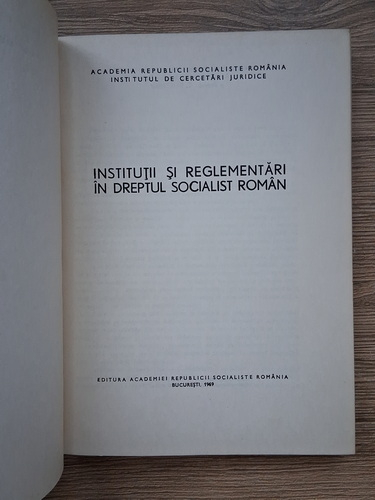 ACADEMIA REPUBLICII SOCIALISTE ROMÂNIA
INSTITUTUL DE CERCETĂRI JURIDICE
INSTITUȚII ȘI REGLEMENTĂRI
ÎN DREPTUL SOCIALIST ROMÂN
EDITURA ACADEMIEI REPUBLICII SOCIALISTE ROMÂNIA
BUCUREȘTI, 1969